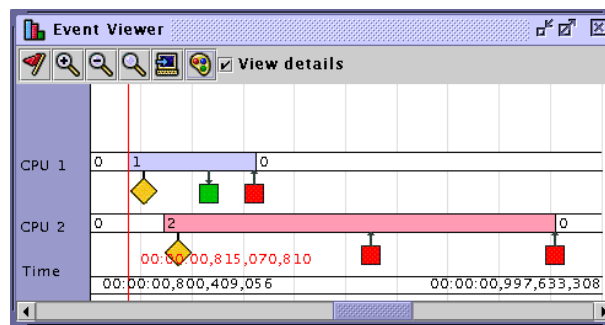 Event Viewer
View details
CPU 1 0 1 0
CPU 2 0 2 0
00:00:00,815,070,810
Time
00:00:00,800,409,056 00:00:00,997,633,308